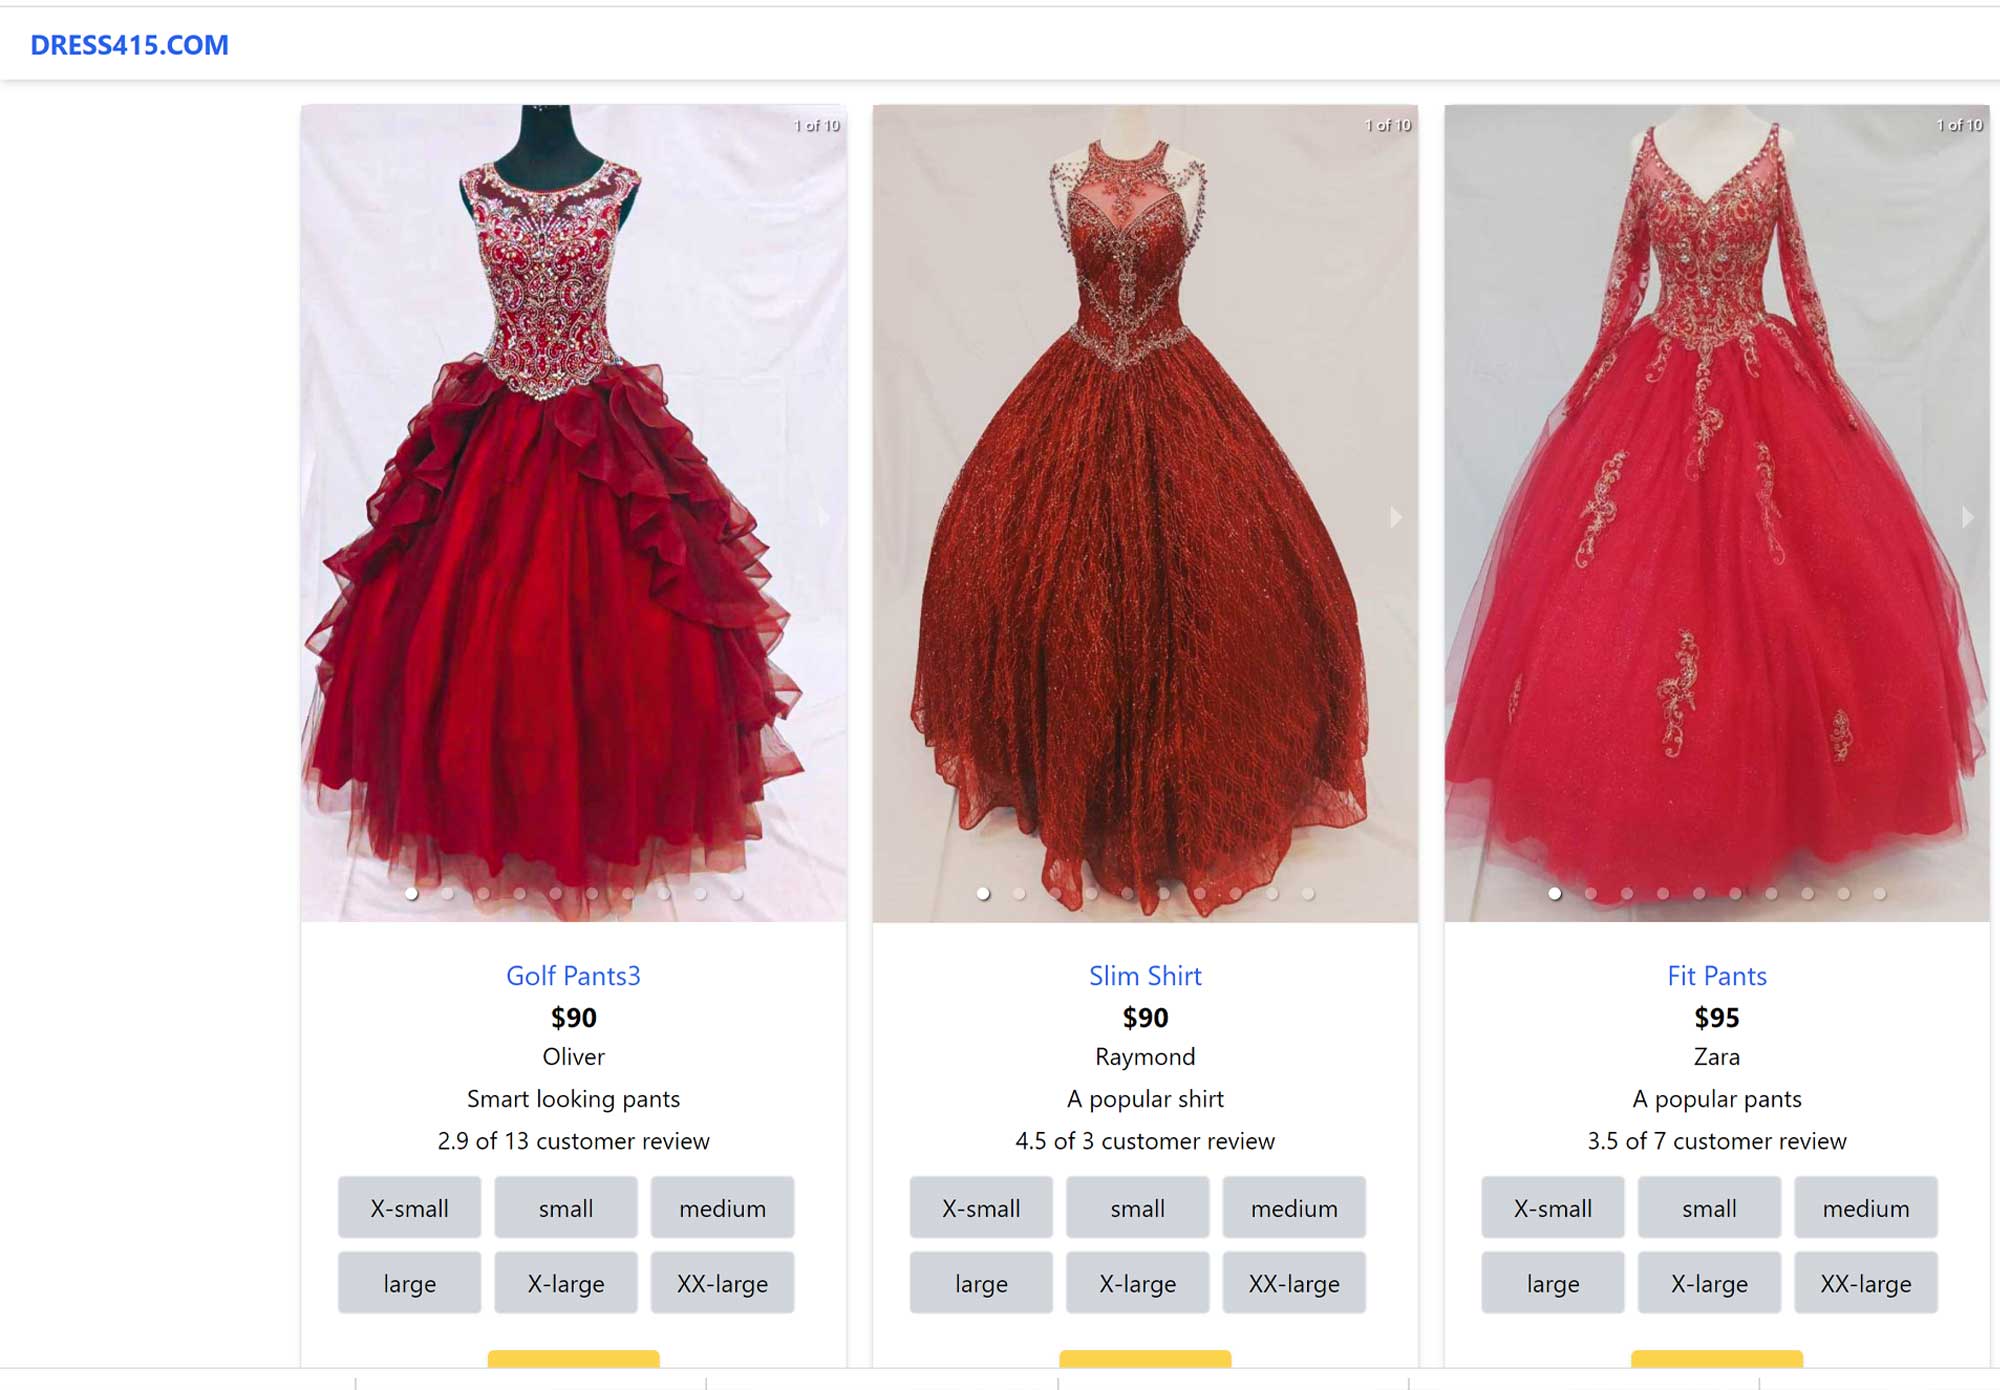 DRESS415.COM
1 of 10
1 of 10
1 of 10
Golf Pants3
$90
Oliver
Smart looking pants
2.9 of 13 customer review
X-small small medium
large X-large XX-large
Slim Shirt
$90
Raymond
A popular shirt
4.5 of 3 customer review
X-small small medium
large X-large XX-large
Fit Pants
$95
Zara
A popular pants
3.5 of 7 customer review
X-small small medium
large X-large XX-large